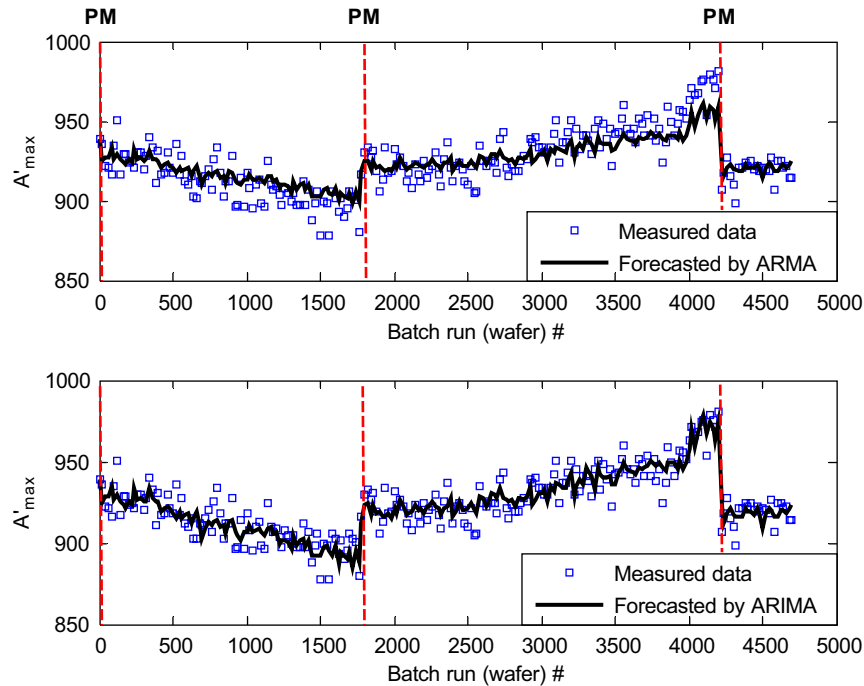 PM PM PM
1000
950
900
850
A'max
0 500 1000 1500 2000 2500 3000 3500 4000 4500 5000
Batch run (wafer) #
Measured data
Forecasted by ARMA
1000
950
900
850
A'max
0 500 1000 1500 2000 2500 3000 3500 4000 4500 5000
Batch run (wafer) #
Measured data
Forecasted by ARIMA